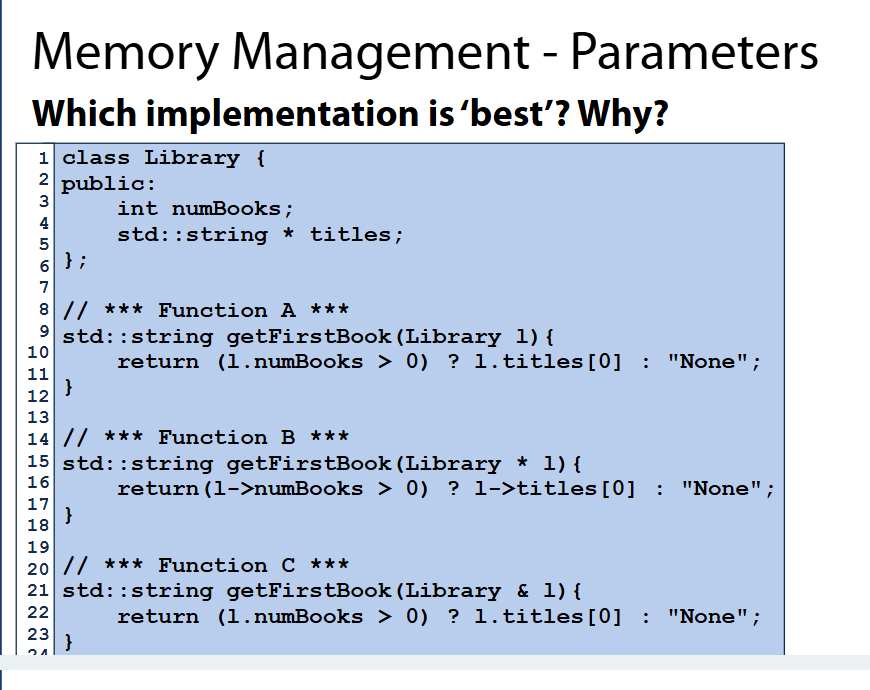 Memory Management - Parameters
Which implementation is ‘best’? Why?
1 class Library {
2 public:
3     int numBooks;
4     std::string * titles;
5 };
6
7
8 // *** Function A ***
9 std::string getFirstBook(Library l){
10     return (l.numBooks > 0) ? l.titles[0] : "None";
11 }
12
13
14 // *** Function B ***
15 std::string getFirstBook(Library * l){
16     return(l->numBooks > 0) ? l->titles[0] : "None";
17 }
18
19
20 // *** Function C ***
21 std::string getFirstBook(Library & l){
22     return (l.numBooks > 0) ? l.titles[0] : "None";
23 }
24